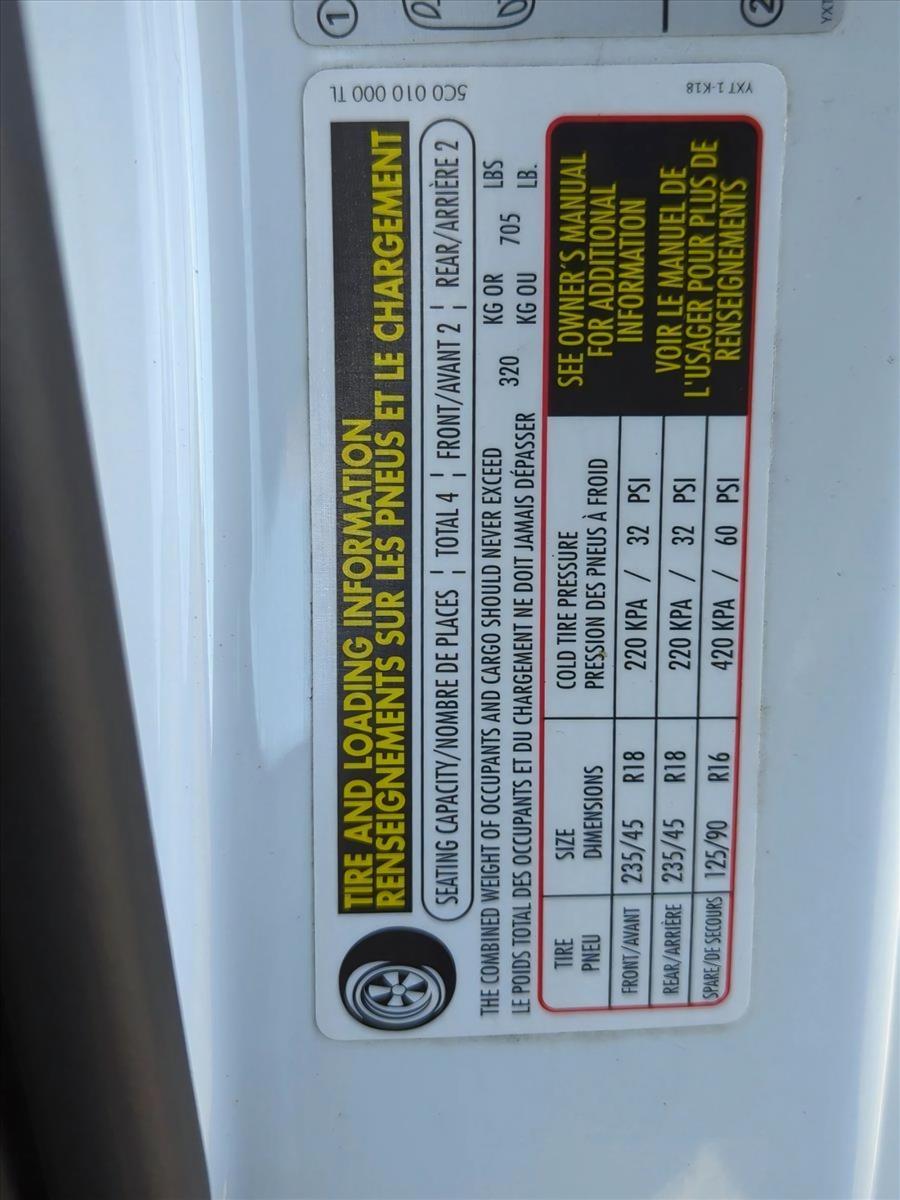 TIRE AND LOADING INFORMATION
RENSEIGNEMENTS SUR LES PNEUS ET LE CHARGEMENT
SEATING CAPACITY/NOMBRE DE PLACES ¦ TOTAL 4 ¦ FRONT/AVANT 2 ¦ REAR/ARRIÈRE 2
THE COMBINED WEIGHT OF OCCUPANTS AND CARGO SHOULD NEVER EXCEED 320 KG OR 705 LBS
LE POIDS TOTAL DES OCCUPANTS ET DU CHARGEMENT NE DOIT JAMAIS DÉPASSER KG OU LB.
TIRE SIZE COLD TIRE PRESSURE
PNEU DIMENSIONS PRESSION DES PNEUS À FROID
FRONT/AVANT 235/45 R18 220 KPA / 32 PSI
REAR/ARRIÈRE 235/45 R18 220 KPA / 32 PSI
SPARE/DE SECOURS 125/90 R16 420 KPA / 60 PSI
SEE OWNER'S MANUAL
FOR ADDITIONAL
INFORMATION
VOIR LE MANUEL DE
L'USAGER POUR PLUS DE
RENSEIGNEMENTS
5C0 010 000 TL
YXT 1-K18
1
2
YXT